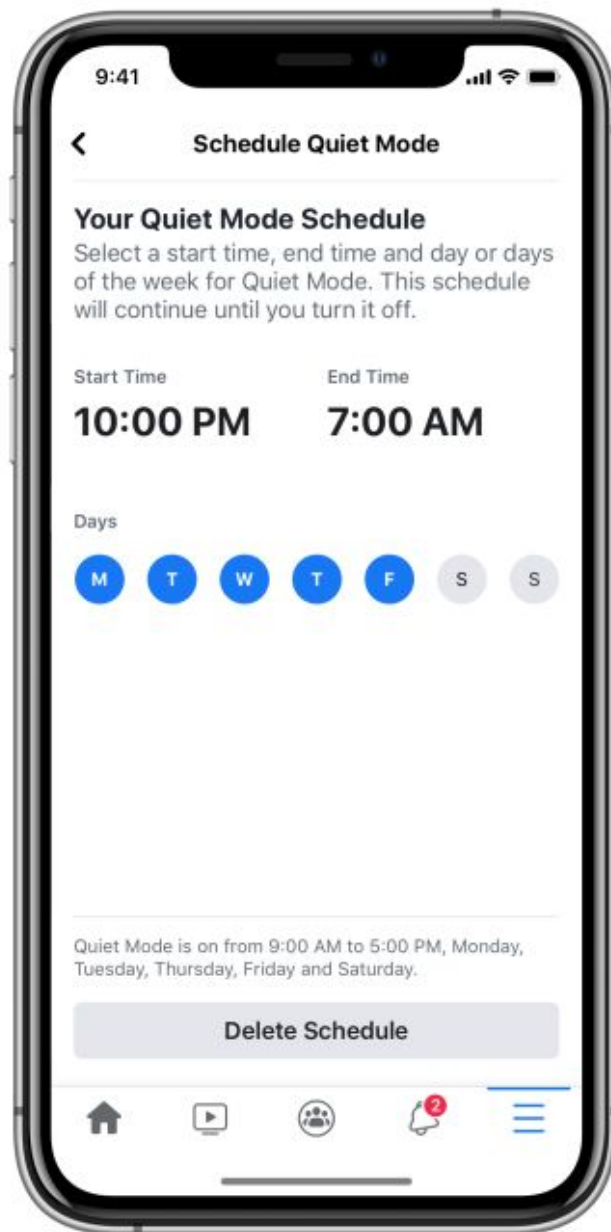 9:41
Schedule Quiet Mode
Your Quiet Mode Schedule
Select a start time, end time and day or days
of the week for Quiet Mode. This schedule
will continue until you turn it off.
Start Time End Time
10:00 PM 7:00 AM
Days
M T W T F S S
Quiet Mode is on from 9:00 AM to 5:00 PM, Monday,
Tuesday, Thursday, Friday and Saturday.
Delete Schedule
2